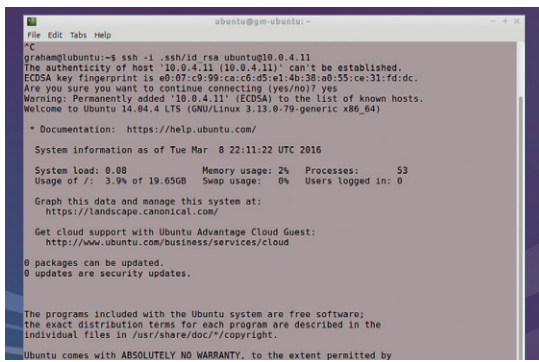 ubuntu@gm-ubuntu: ~
File Edit Tabs Help
^C
graham@lubuntu:~$ ssh -i .ssh/id_rsa ubuntu@10.0.4.11
The authenticity of host '10.0.4.11 (10.0.4.11)' can't be established.
ECDSA key fingerprint is e0:07:c9:99:ca:c6:d5:e1:4b:38:a0:55:ce:31:fd:dc.
Are you sure you want to continue connecting (yes/no)? yes
Warning: Permanently added '10.0.4.11' (ECDSA) to the list of known hosts.
Welcome to Ubuntu 14.04.4 LTS (GNU/Linux 3.13.0-79-generic x86_64)
* Documentation: https://help.ubuntu.com/
System information as of Tue Mar 8 22:11:22 UTC 2016
System load: 0.08 Memory usage: 2% Processes: 53
Usage of /: 3.9% of 19.65GB Swap usage: 0% Users logged in: 0
Graph this data and manage this system at:
https://landscape.canonical.com/
Get cloud support with Ubuntu Advantage Cloud Guest:
http://www.ubuntu.com/business/services/cloud
0 packages can be updated.
0 updates are security updates.
The programs included with the Ubuntu system are free software;
the exact distribution terms for each program are described in the
individual files in /usr/share/doc/*/copyright.
Ubuntu comes with ABSOLUTELY NO WARRANTY, to the extent permitted by